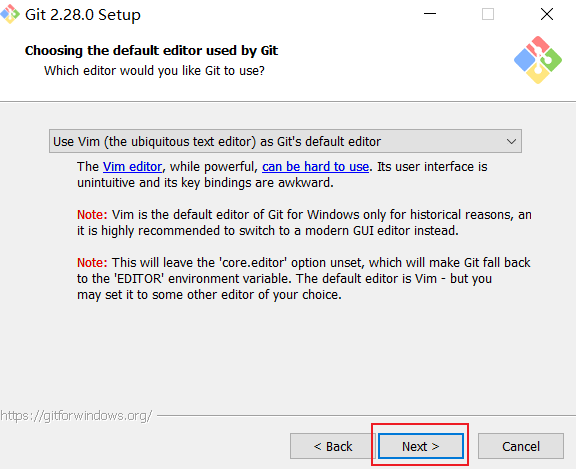 Git 2.28.0 Setup
Choosing the default editor used by Git
Which editor would you like Git to use?
Use Vim (the ubiquitous text editor) as Git's default editor
The Vim editor, while powerful, can be hard to use. Its user interface is
unintuitive and its key bindings are awkward.
Note: Vim is the default editor of Git for Windows only for historical reasons, an
it is highly recommended to switch to a modern GUI editor instead.
Note: This will leave the 'core.editor' option unset, which will make Git fall back
to the 'EDITOR' environment variable. The default editor is Vim - but you
may set it to some other editor of your choice.
https://gitforwindows.org/
< Back Next > Cancel